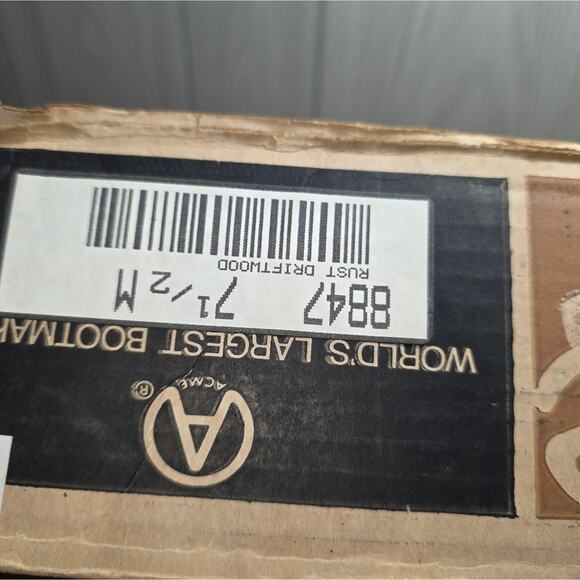 A
ACME ®
WORLD'S LARGEST BOOTMAK
8847 7 1/2 M
RUST DRIFTWOOD